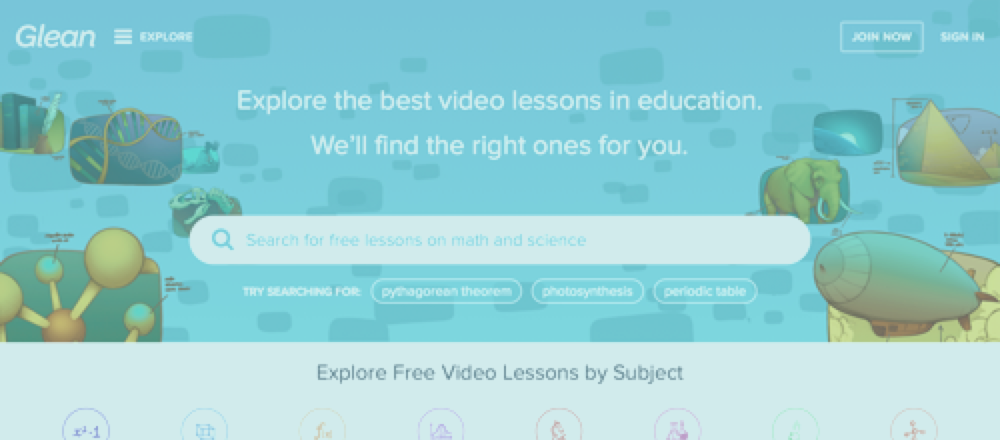 Glean
EXPLORE
JOIN NOW
SIGN IN
Explore the best video lessons in education.
We'll find the right ones for you.
Search for free lessons on math and science
TRY SEARCHING FOR:
pythagorean theorem
photosynthesis
periodic table
Explore Free Video Lessons by Subject